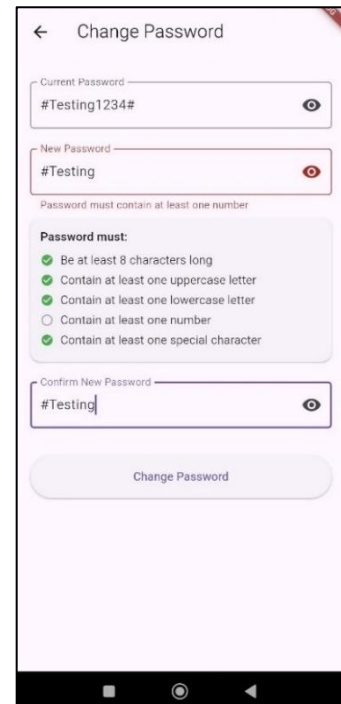 Change Password
Current Password
#Testing1234#
New Password
#Testing
Password must contain at least one number
Password must:
Be at least 8 characters long
Contain at least one uppercase letter
Contain at least one lowercase letter
Contain at least one number
Contain at least one special character
Confirm New Password
#Testing
Change Password